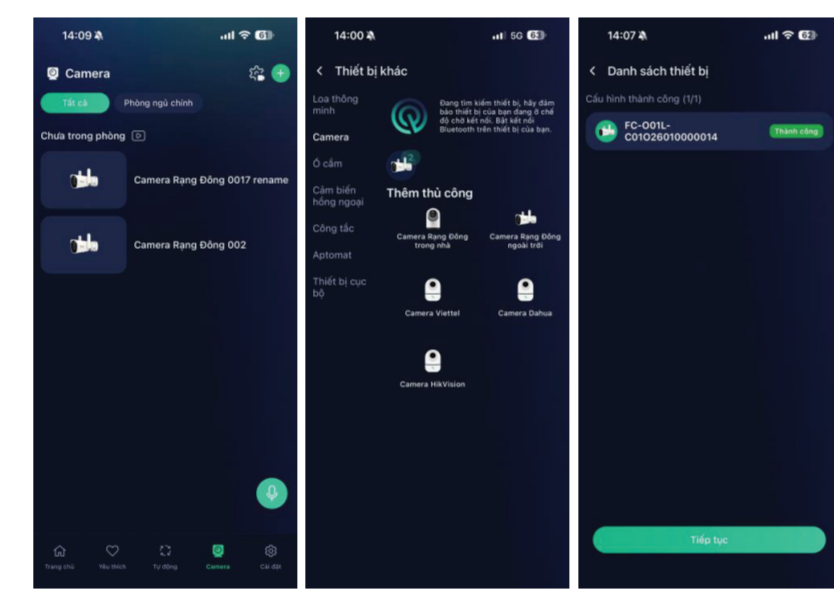 14:09
61
Camera
Tất cả
Phòng ngủ chính
Chưa trong phòng
Camera Rạng Đông 0017 rename
Camera Rạng Đông 002
Trang chủ
Yêu thích
Tự động
Camera
Cài đặt
14:00
5G 63
Thiết bị khác
Loa thông
minh
Camera
Ổ cắm
Cảm biến
hồng ngoại
Công tắc
Aptomat
Thiết bị cục
bộ
Đang tìm kiếm thiết bị, hãy đảm
bảo thiết bị của bạn đang ở chế
độ chờ kết nối. Bật kết nối
Bluetooth trên thiết bị của bạn.
2
Thêm thủ công
Camera Rạng Đông
trong nhà
Camera Rạng Đông
ngoài trời
Camera Viettel
Camera Dahua
Camera HikVision
14:07
62
Danh sách thiết bị
Cấu hình thành công (1/1)
FC-O01L-
C01O26010000014
Thành công
Tiếp tục